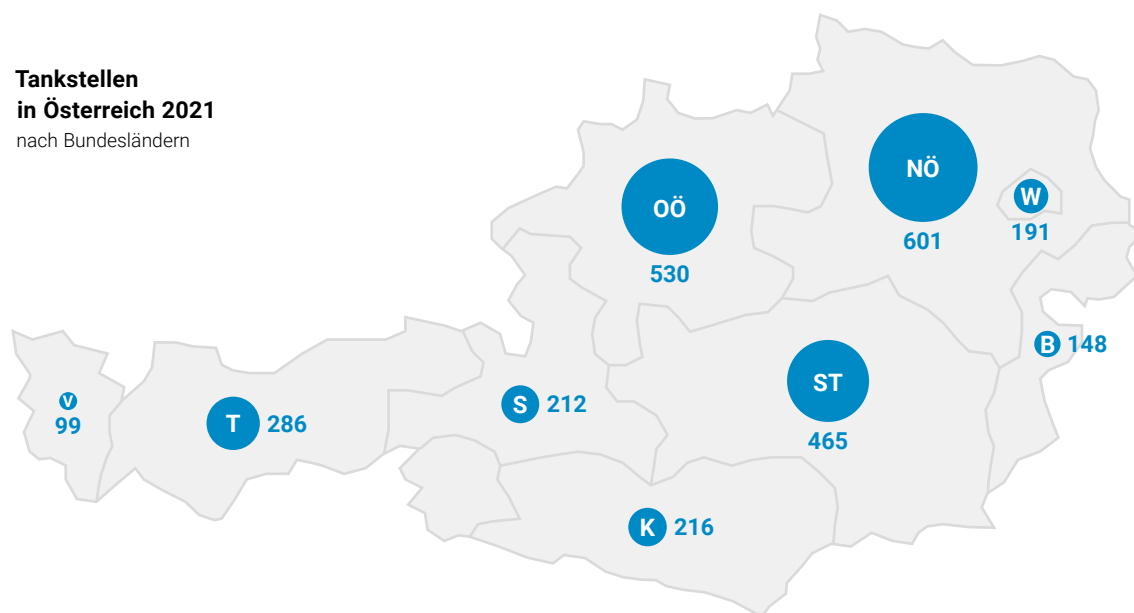 Tankstellen
in Österreich 2021
nach Bundesländern
NÖ
601
W
191
OÖ
530
B 148
ST
465
V
99
T 286
S 212
K 216